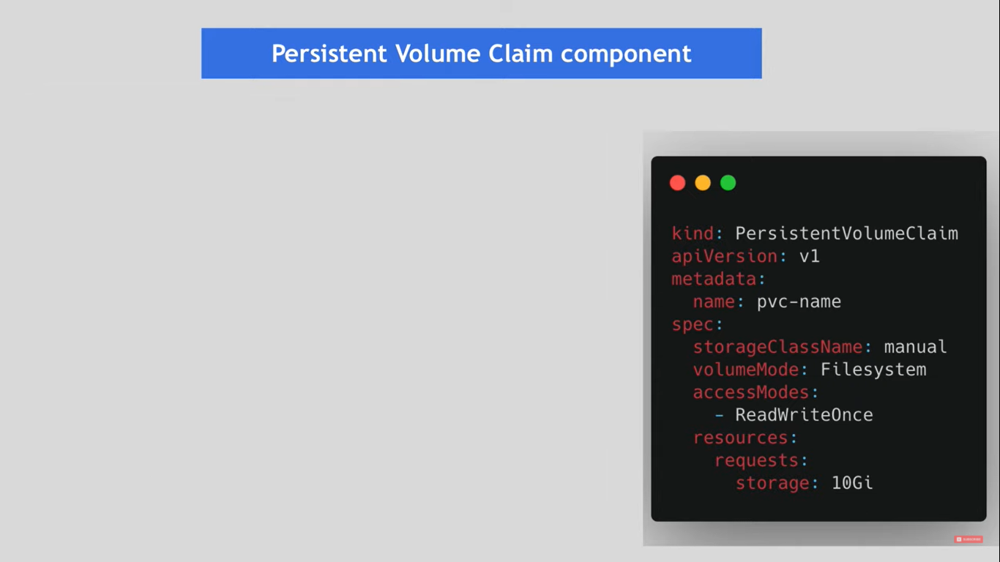 Persistent Volume Claim component
kind: PersistentVolumeClaim
apiVersion: v1
metadata:
  name: pvc-name
spec:
  storageClassName: manual
  volumeMode: Filesystem
  accessModes:
    - ReadWriteOnce
  resources:
    requests:
      storage: 10Gi
SUBSCRIBE